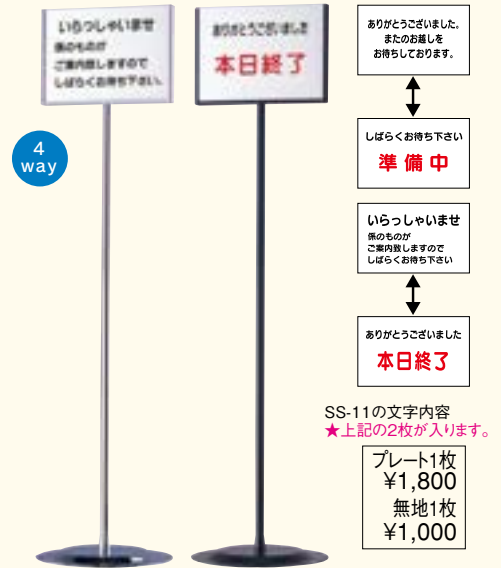 いらっしゃいませ
係のものが
ご案内致しますので
しばらくお待ち下さい。
ありがとうございました
本日終了
4
way
ありがとうございました。
またのお越しを
お待ちしております。
しばらくお待ち下さい
準備中
いらっしゃいませ
係のものが
ご案内致しますので
しばらくお待ち下さい
ありがとうございました
本日終了
SS-11の文字内容
★上記の2枚が入ります。
プレート1枚
¥1,800
無地1枚
¥1,000